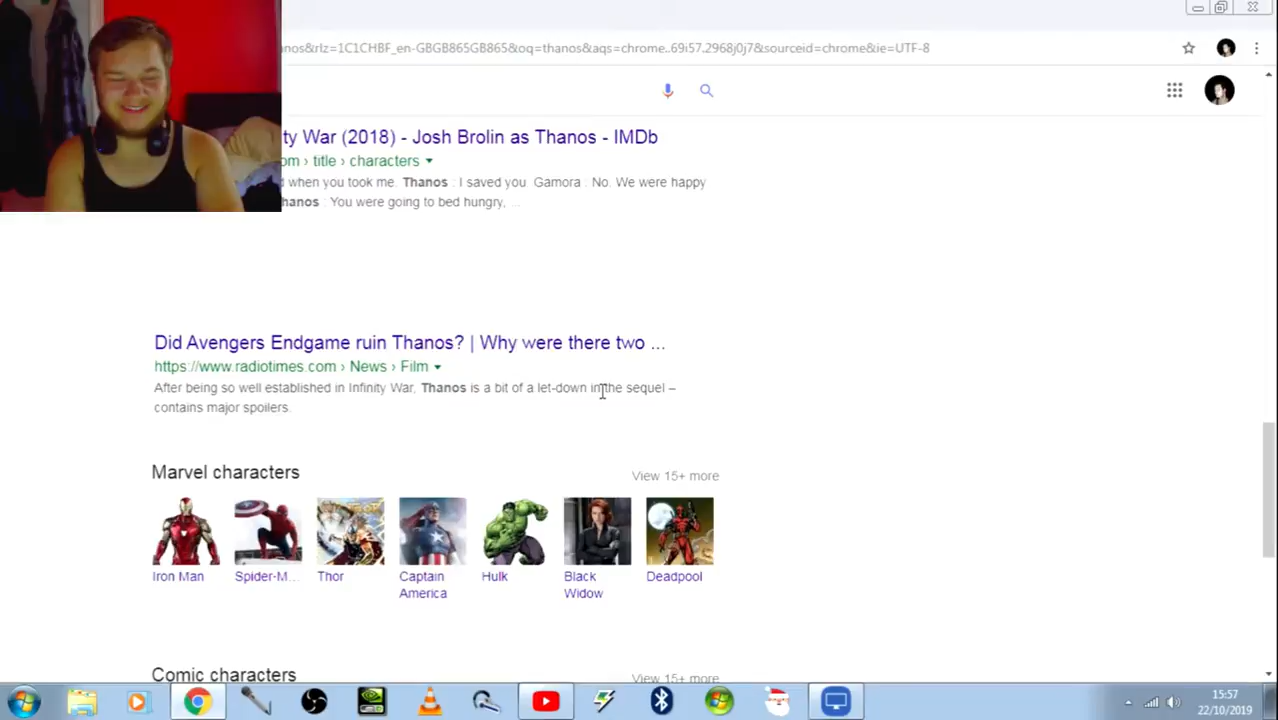 nos&rlz=1C1CHBF_en-GBGB865GB865&oq=thanos&aqs=chrome..69i57.2968j0j7&sourceid=chrome&ie=UTF-8
ty War (2018) - Josh Brolin as Thanos - IMDb
om › title › characters
d when you took me. Thanos : I saved you. Gamora : No. We were happy
hanos : You were going to bed hungry, ...
Did Avengers Endgame ruin Thanos? | Why were there two ...
https://www.radiotimes.com › News › Film
After being so well established in Infinity War, Thanos is a bit of a let-down in the sequel –
contains major spoilers.
Marvel characters
View 15+ more
Iron Man
Spider-M...
Thor
Captain
America
Hulk
Black
Widow
Deadpool
Comic characters
View 15+ more
15:57
22/10/2019